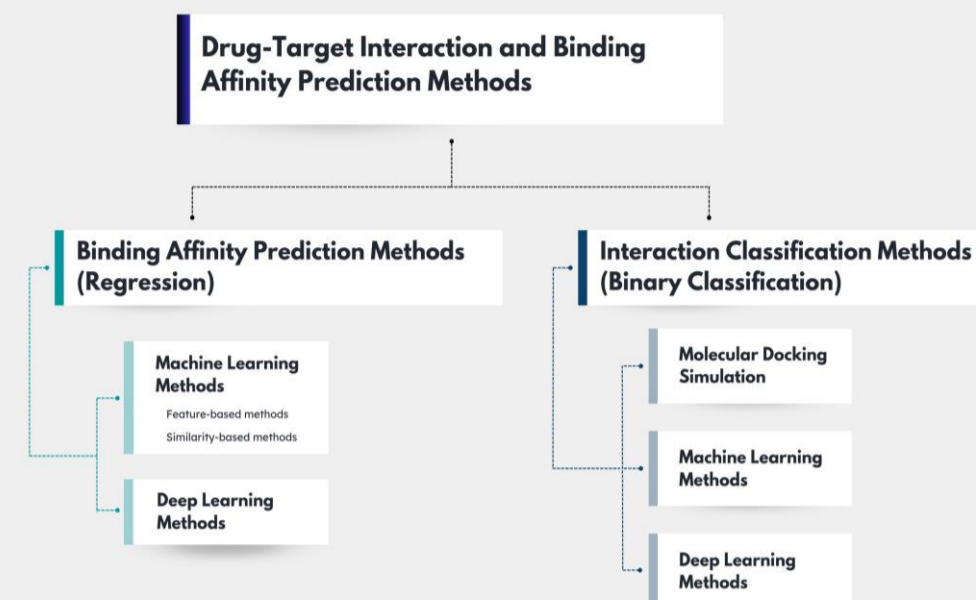 Drug-Target Interaction and Binding
Affinity Prediction Methods
Binding Affinity Prediction Methods
(Regression)
Machine Learning
Methods
Feature-based methods
Similarity-based methods
Deep Learning
Methods
Interaction Classification Methods
(Binary Classification)
Molecular Docking
Simulation
Machine Learning
Methods
Deep Learning
Methods